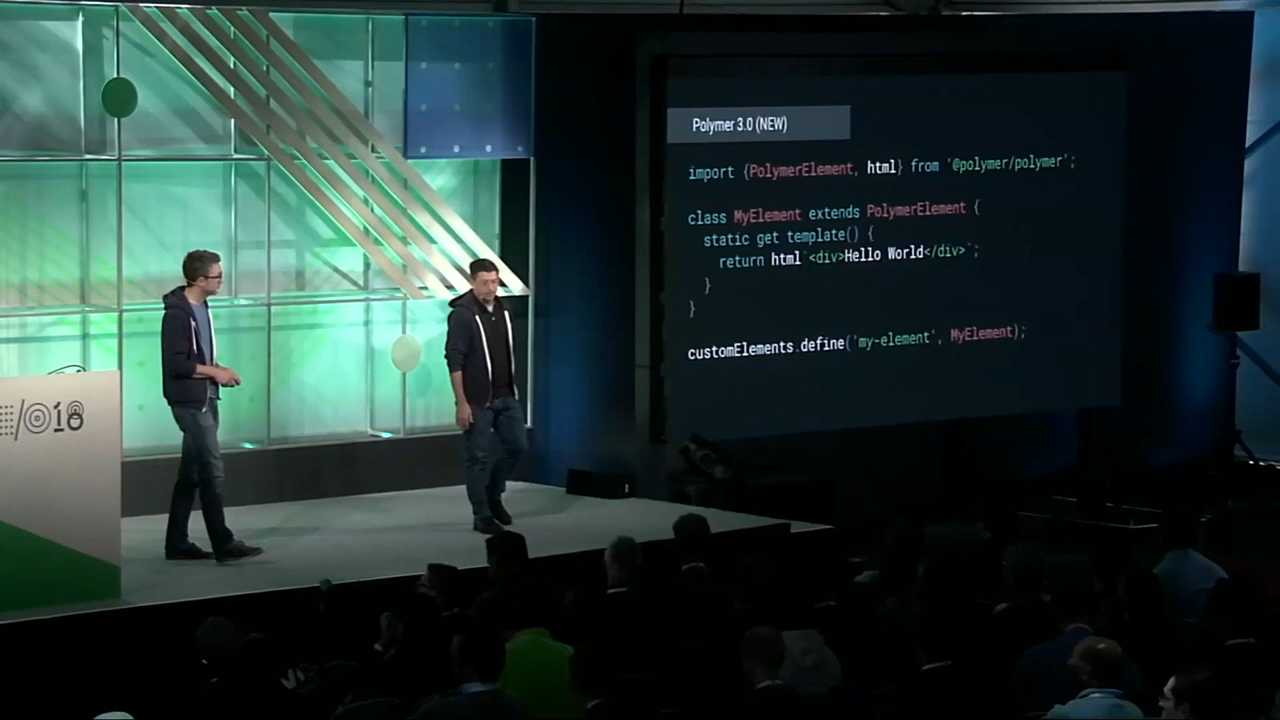 I/O18
Polymer 3.0 (NEW)
import {PolymerElement, html} from '@polymer/polymer';
class MyElement extends PolymerElement {
static get template() {
return html`<div>Hello World</div>`;
}
}
customElements.define('my-element', MyElement);